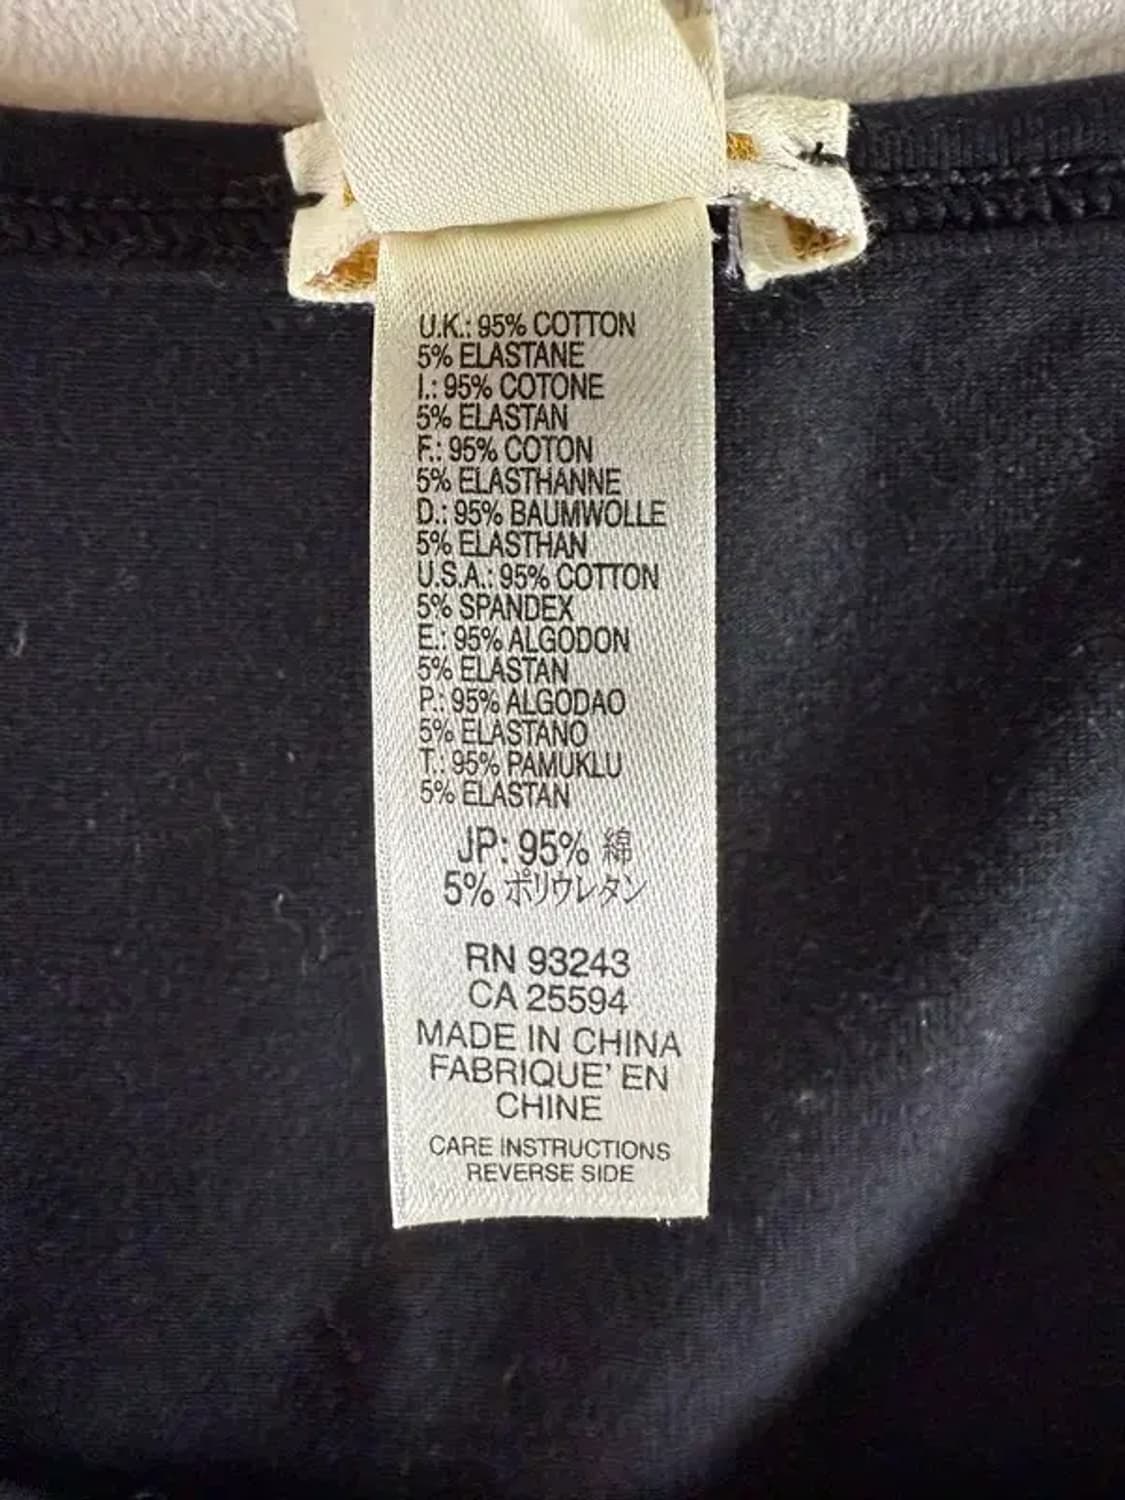 U.K.: 95% COTTON
5% ELASTANE
I.: 95% COTONE
5% ELASTAN
F.: 95% COTON
5% ELASTHANNE
D.: 95% BAUMWOLLE
5% ELASTHAN
U.S.A.: 95% COTTON
5% SPANDEX
E.: 95% ALGODON
5% ELASTAN
P.: 95% ALGODAO
5% ELASTANO
T.: 95% PAMUKLU
5% ELASTAN
JP: 95% 綿
5% ポリウレタン
RN 93243
CA 25594
MADE IN CHINA
FABRIQUE' EN
CHINE
CARE INSTRUCTIONS
REVERSE SIDE